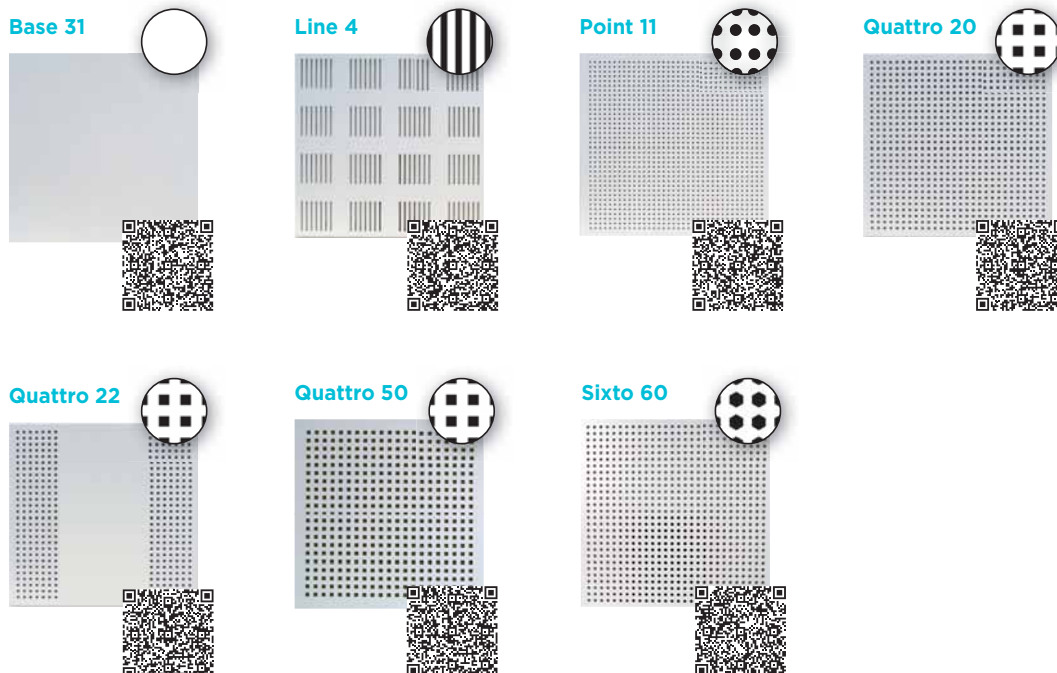 Base 31
Line 4
Point 11
Quattro 20
Quattro 22
Quattro 50
Sixto 60